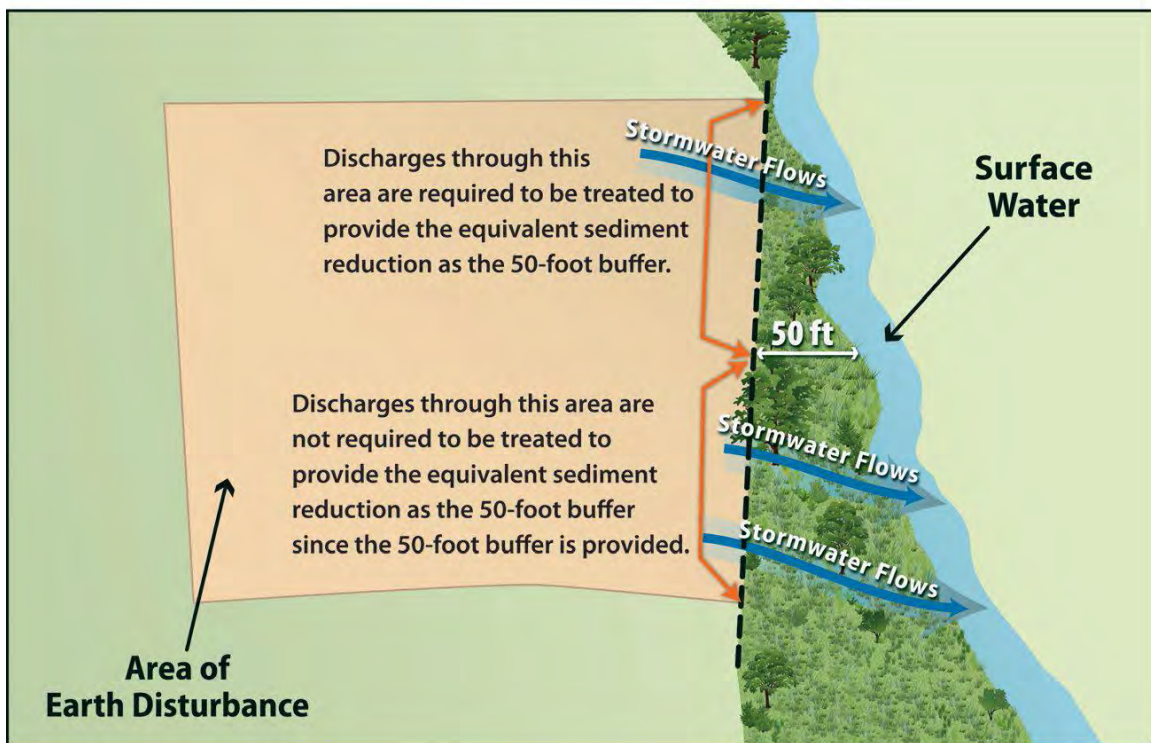 Stormwater Flows
Discharges through this
area are required to be treated to
provide the equivalent sediment
reduction as the 50-foot buffer.
Surface
Water
50 ft
Discharges through this area are
not required to be treated to
provide the equivalent sediment
reduction as the 50-foot buffer
since the 50-foot buffer is provided.
Stormwater Flows
Stormwater Flows
Area of
Earth Disturbance